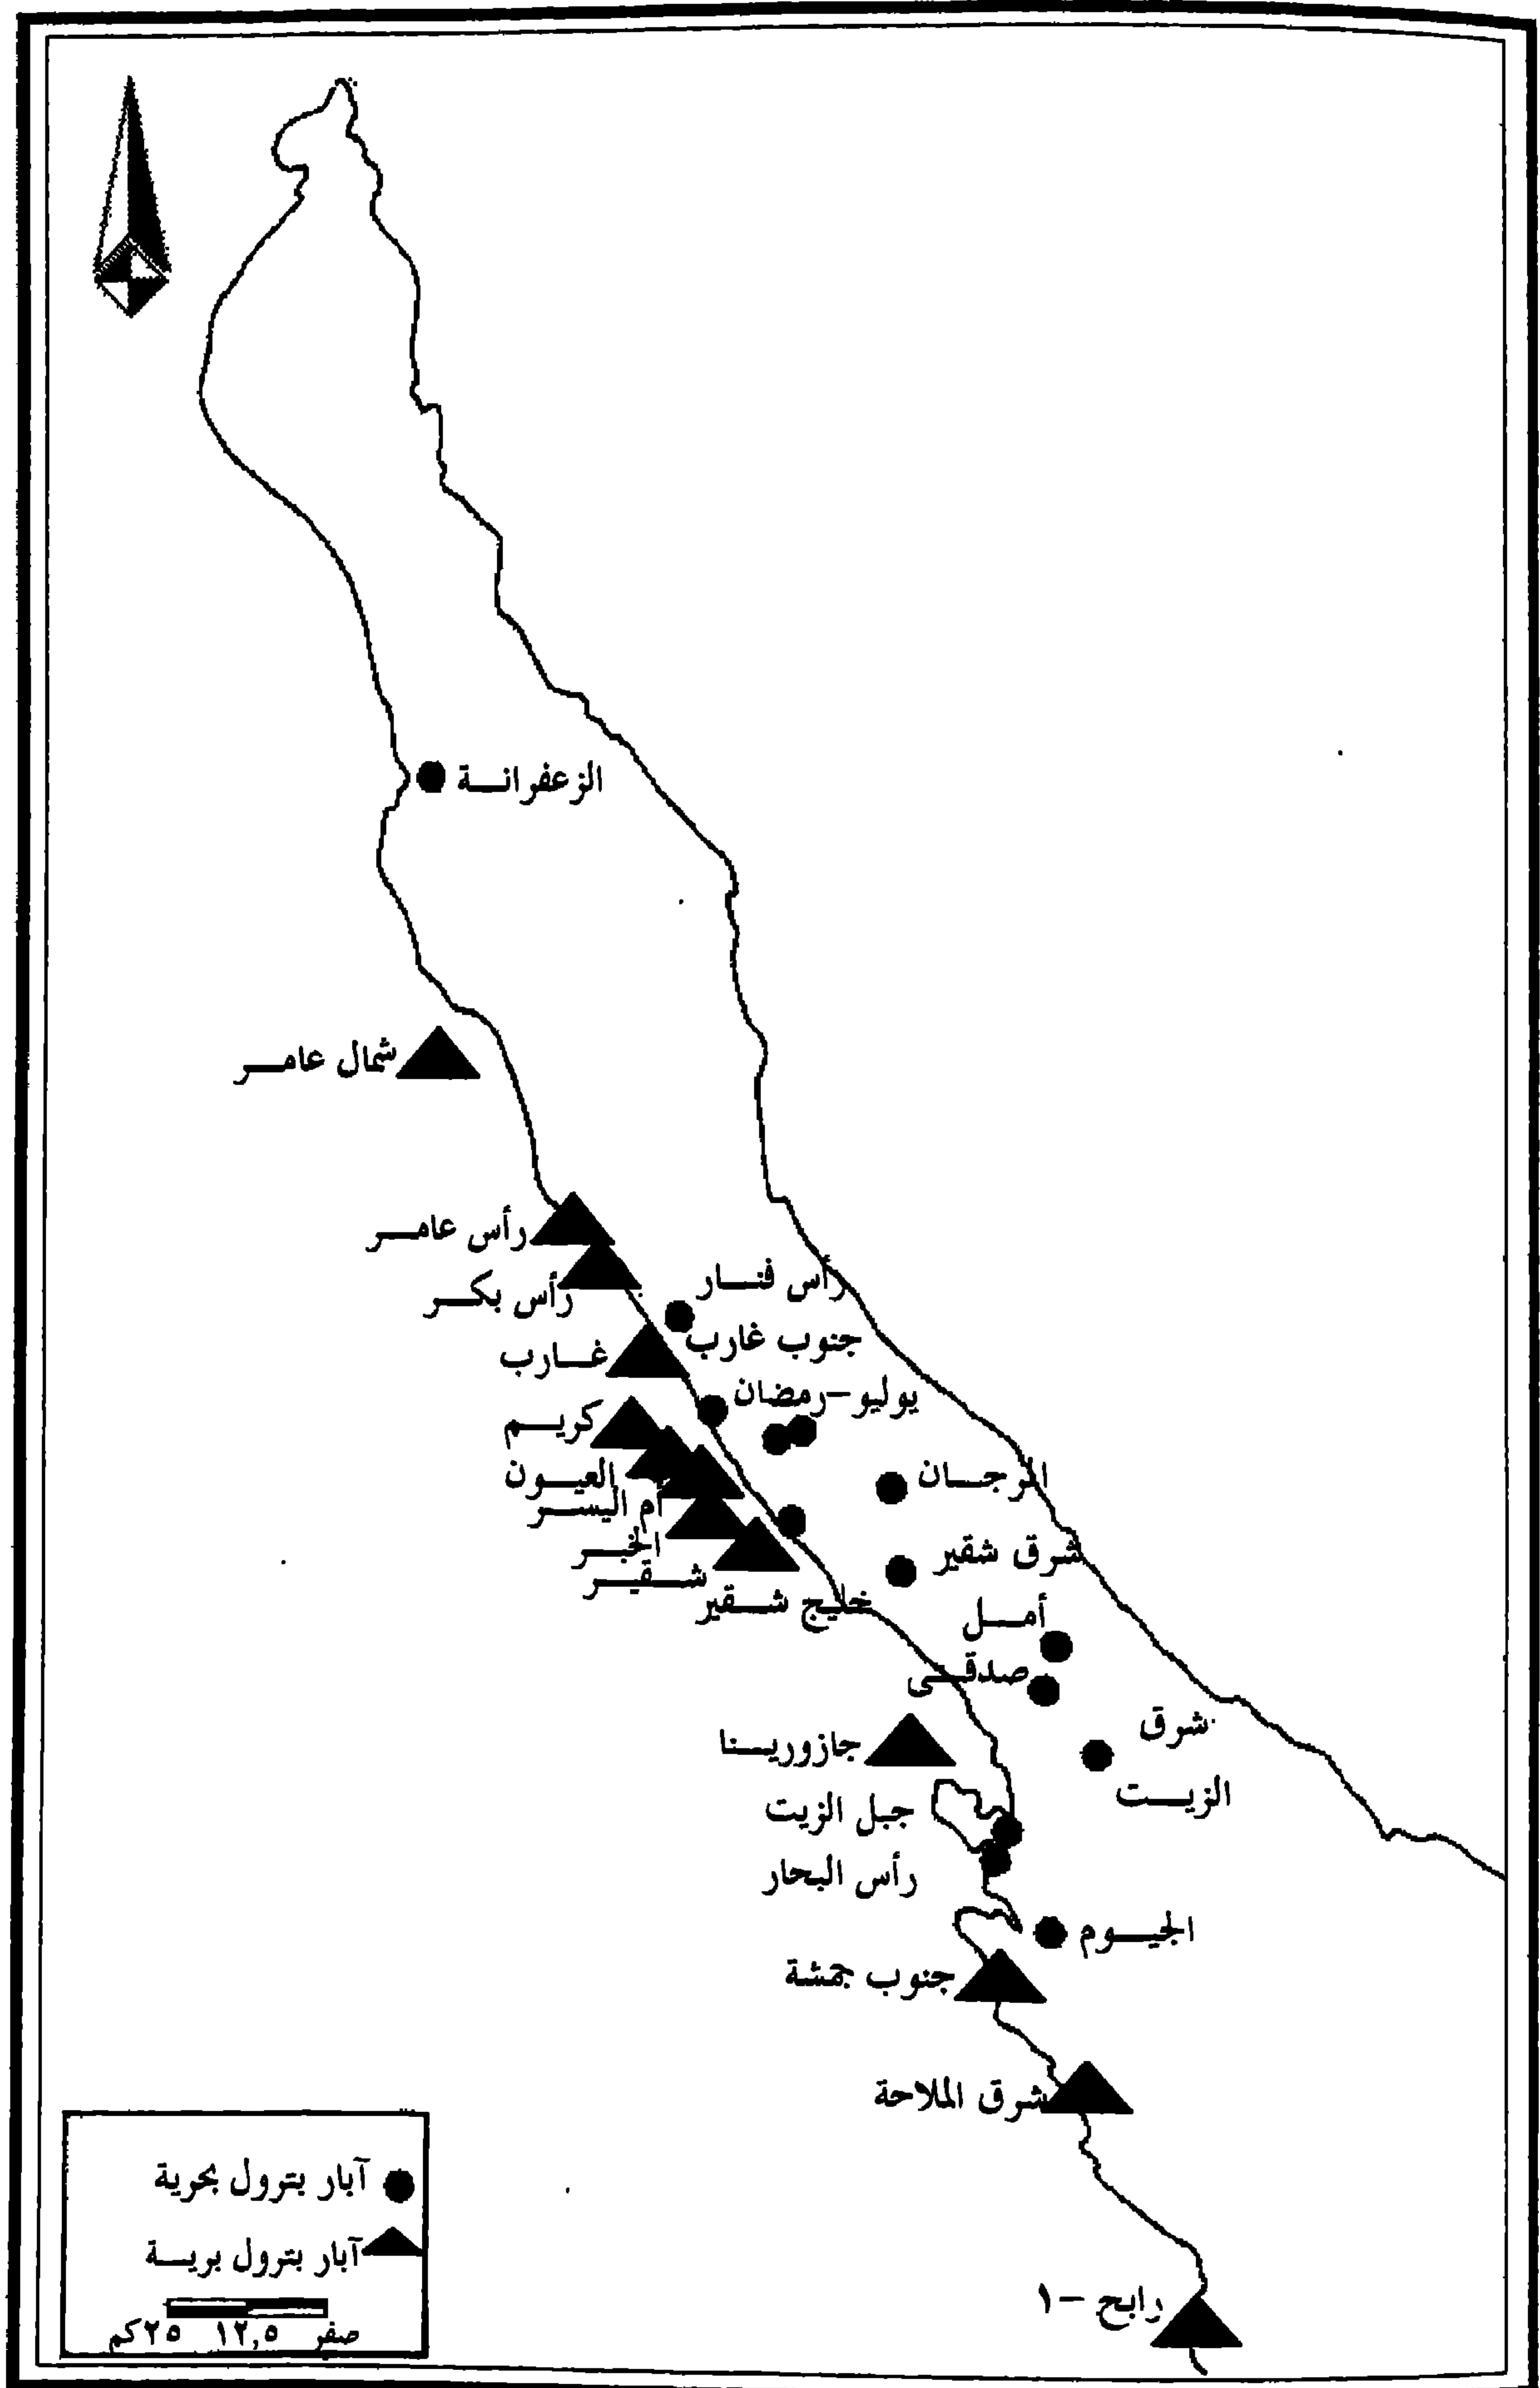 الزعفرانة
شمال عامر
رأس عامر
رأس فنار
رأس بكر
جنوب غارب
غارب
يوليو-رمضان
كريم
المرجان
العيون
أم اليسر
الخير
شرق شقير
شقير
خليج شقير
أمل
صدقى
شرق
الزيت
جازورينا
جبل الزيت
رأس البحار
الجيوم
جنوب جمشة
شرق الملاحة
رابح -١
آبار بترول بحرية
آبار بترول برية
صفر ١٢,٥ ٢٥كم